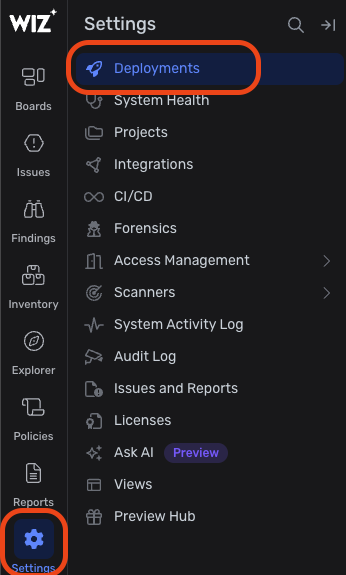 WIZ
Boards
Issues
Findings
Inventory
Explorer
Policies
Reports
Settings
Settings
Deployments
System Health
Projects
Integrations
CI/CD
Forensics
Access Management
Scanners
System Activity Log
Audit Log
Issues and Reports
Licenses
Ask AI Preview
Views
Preview Hub